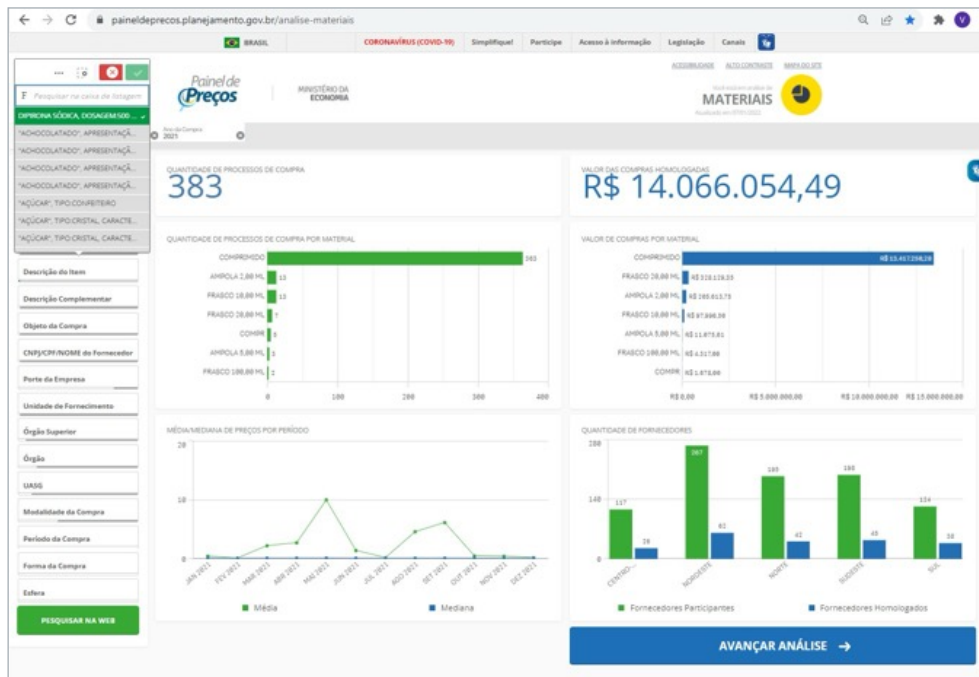 paineldeprecos.planejamento.gov.br/analise-materiais
BRASIL
CORONAVÍRUS (COVID-19)
Simplifique!
Participe
Acesso à informação
Legislação
Canais
ACESSIBILIDADE
ALTO CONTRASTE
MAPA DO SITE
Painel de
Preços
MINISTÉRIO DA
ECONOMIA
MATERIAIS
Pesquisar na caixa de listagem
DIPIRONA SÓDICA, DOSAGEM:500 ...
"ACHOCOLATADO", APRESENTAÇÃ...
"ACHOCOLATADO", APRESENTAÇÃ...
"ACHOCOLATADO", APRESENTAÇÃ...
"ACHOCOLATADO", APRESENTAÇÃ...
"AÇÚCAR", TIPO:CONFEITEIRO
"AÇÚCAR", TIPO:CRISTAL, CARACTE...
"AÇÚCAR", TIPO:CRISTAL, CARACTE...
Ano da Compra
2021
Descrição do Item
Descrição Complementar
Objeto da Compra
CNPJ/CPF/NOME do Fornecedor
Porte da Empresa
Unidade de Fornecimento
Órgão Superior
Órgão
UASG
Modalidade da Compra
Período da Compra
Forma da Compra
Esfera
PESQUISAR NA WEB
QUANTIDADE DE PROCESSOS DE COMPRA
383
VALOR DAS COMPRAS HOMOLOGADAS
R$ 14.066.054,49
QUANTIDADE DE PROCESSOS DE COMPRA POR MATERIAL
COMPRIMIDO
AMPOLA 2,00 ML 13
FRASCO 10,00 ML 13
FRASCO 20,00 ML 7
COMPR
AMPOLA 5,00 ML
FRASCO 100,00 ML 2
0 100 200 300 400
VALOR DE COMPRAS POR MATERIAL
COMPRIMIDO
FRASCO 20,00 ML
AMPOLA 2,00 ML
FRASCO 10,00 ML
AMPOLA 5,00 ML
FRASCO 100,00 ML
COMPR
R$ 0,00 R$ 5.000.000,00 R$ 10.000.000,00 R$ 15.000.000,00
MÉDIA/MEDIANA DE PREÇOS POR PERÍODO
20
10
0
JAN 2021 FEV 2021 MAR 2021 ABR 2021 MAI 2021 JUN 2021 JUL 2021 AGO 2021 SET 2021 OUT 2021 NOV 2021 DEZ 2021
Média
Mediana
QUANTIDADE DE FORNECEDORES
280
140
0
117
267
CENTRO-...
NORDESTE
NORTE
SUDESTE
SUL
Fornecedores Participantes
Fornecedores Homologados
AVANÇAR ANÁLISE